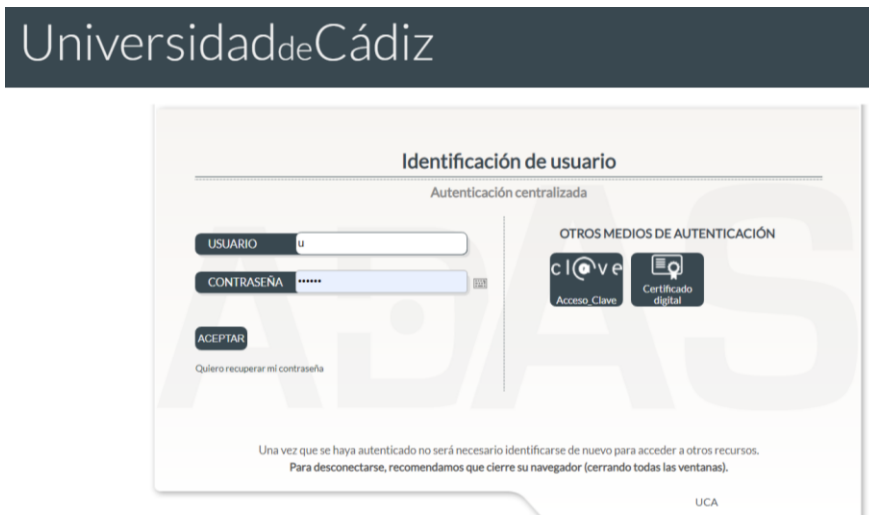 UniversidaddeCádiz
Identificación de usuario
Autenticación centralizada
USUARIO u
CONTRASEÑA ······
ACEPTAR
Quiero recuperar mi contraseña
OTROS MEDIOS DE AUTENTICACIÓN
cl@ve
Acceso_Clave
Certificado
digital
ADAS
Una vez que se haya autenticado no será necesario identificarse de nuevo para acceder a otros recursos.
Para desconectarse, recomendamos que cierre su navegador (cerrando todas las ventanas).
UCA